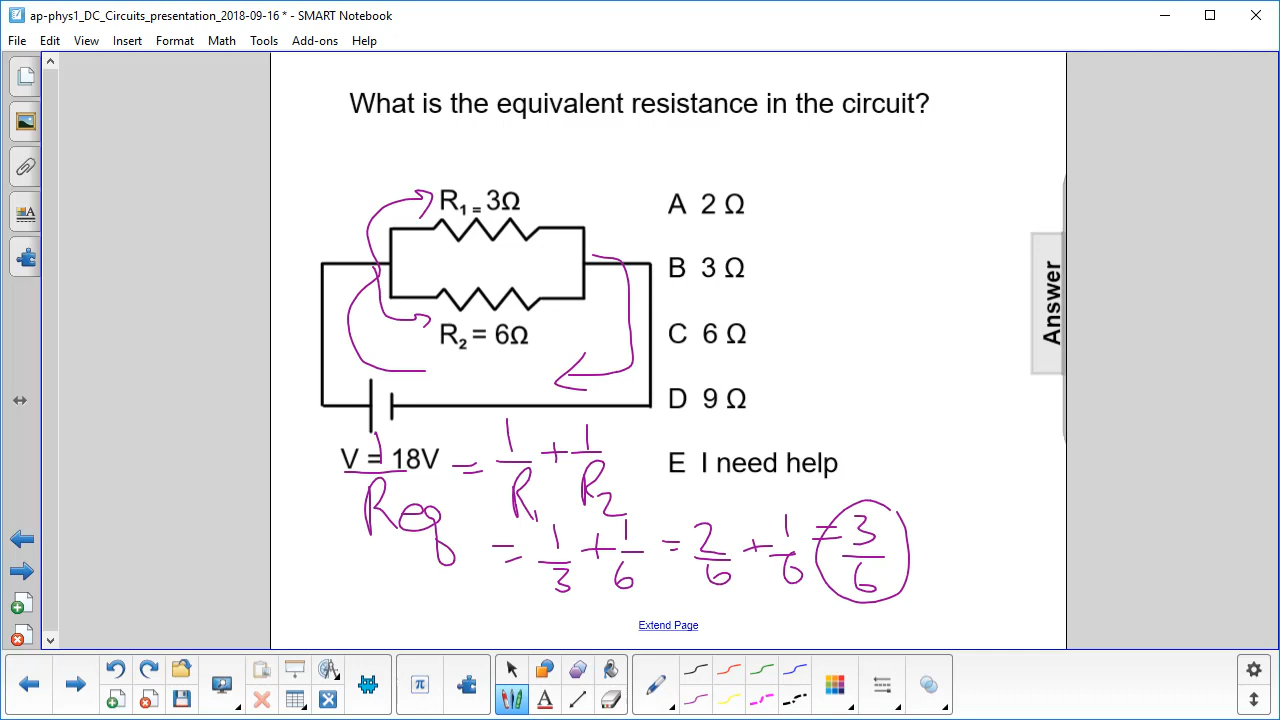 ap-phys1_DC_Circuits_presentation_2018-09-16 * - SMART Notebook
File Edit View Insert Format Math Tools Add-ons Help
What is the equivalent resistance in the circuit?
R1 = 3Ω
R2 = 6Ω
V = 18V
A 2 Ω
B 3 Ω
C 6 Ω
D 9 Ω
E I need help
Answer
1/Req = 1/R1 + 1/R2
= 1/3 + 1/6 = 2/6 + 1/6 = 3/6
Extend Page
π
A